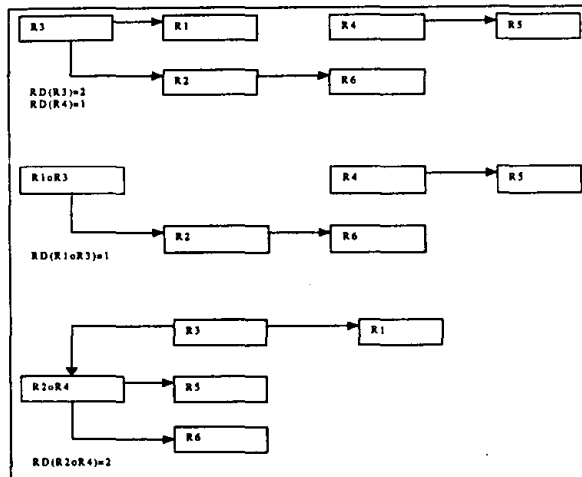 R3
R1
R4
R5
R2
R6
RD(R3)=2
RD(R4)=1
R1oR3
R4
R5
R2
R6
RD(R1oR3)=1
R3
R1
R2oR4
R5
R6
RD(R2oR4)=2